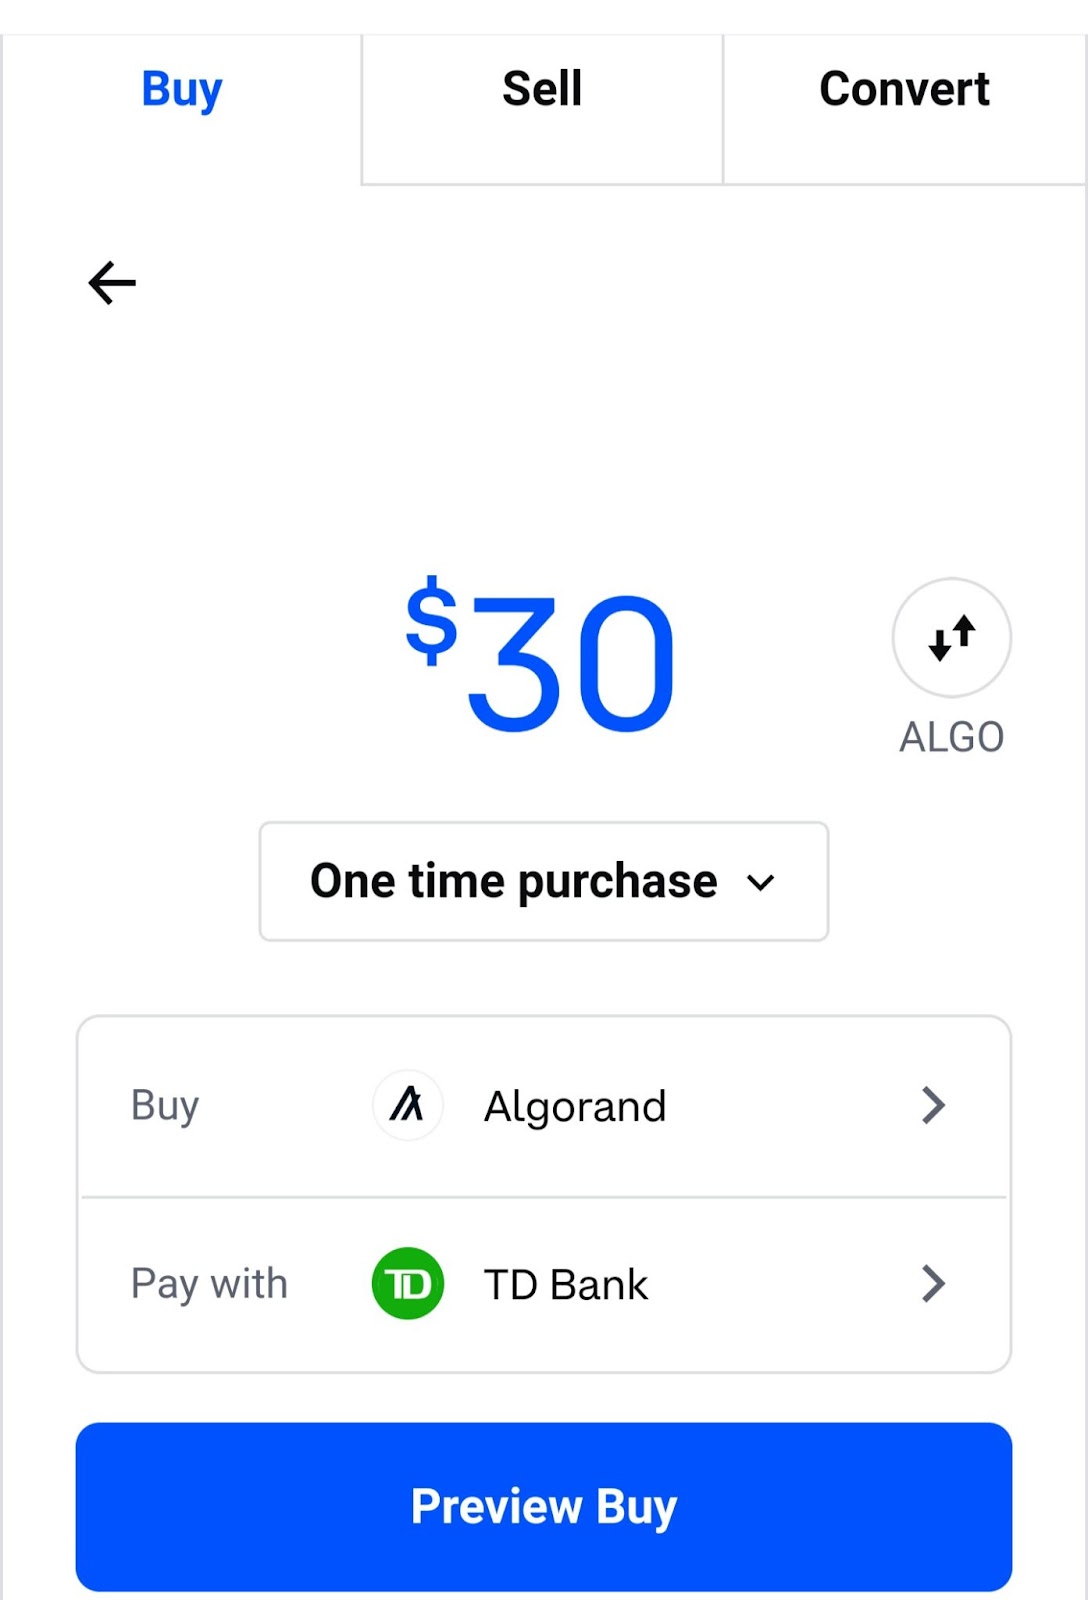 Buy Sell Convert
$30
ALGO
One time purchase
Buy Algorand
Pay with TD TD Bank
Preview Buy